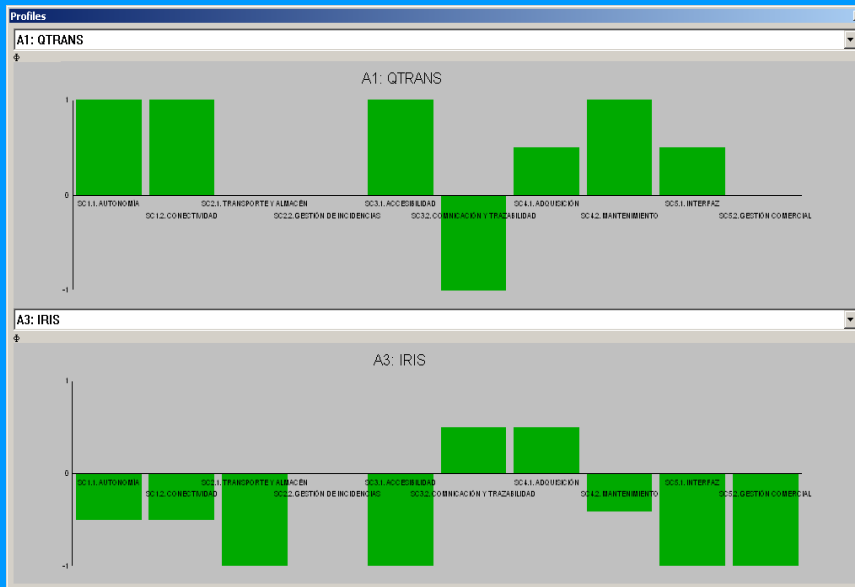 Profiles
A1: QTRANS
Φ
A1: QTRANS
1
0
SC1.1. AUTONOMÍA SC2.1. TRANSPORTE Y ALMACÉN SC3.1. ACCESIBILIDAD SC4.1. ADQUISICIÓN SC5.1. INTERFAZ
SC1.2. CONECTIVIDAD SC2.2. GESTIÓN DE INCIDENCIAS SC3.2. COMNICACIÓN Y TRAZABILIDAD SC4.2. MANTENIMIENTO SC5.2. GESTIÓN COMERCIAL
-1
A3: IRIS
Φ
A3: IRIS
1
0
SC1.1. AUTONOMÍA SC2.1. TRANSPORTE Y ALMACÉN SC3.1. ACCESIBILIDAD SC4.1. ADQUISICIÓN SC5.1. INTERFAZ
SC1.2. CONECTIVIDAD SC2.2. GESTIÓN DE INCIDENCIAS SC3.2. COMNICACIÓN Y TRAZABILIDAD SC4.2. MANTENIMIENTO SC5.2. GESTIÓN COMERCIAL
-1